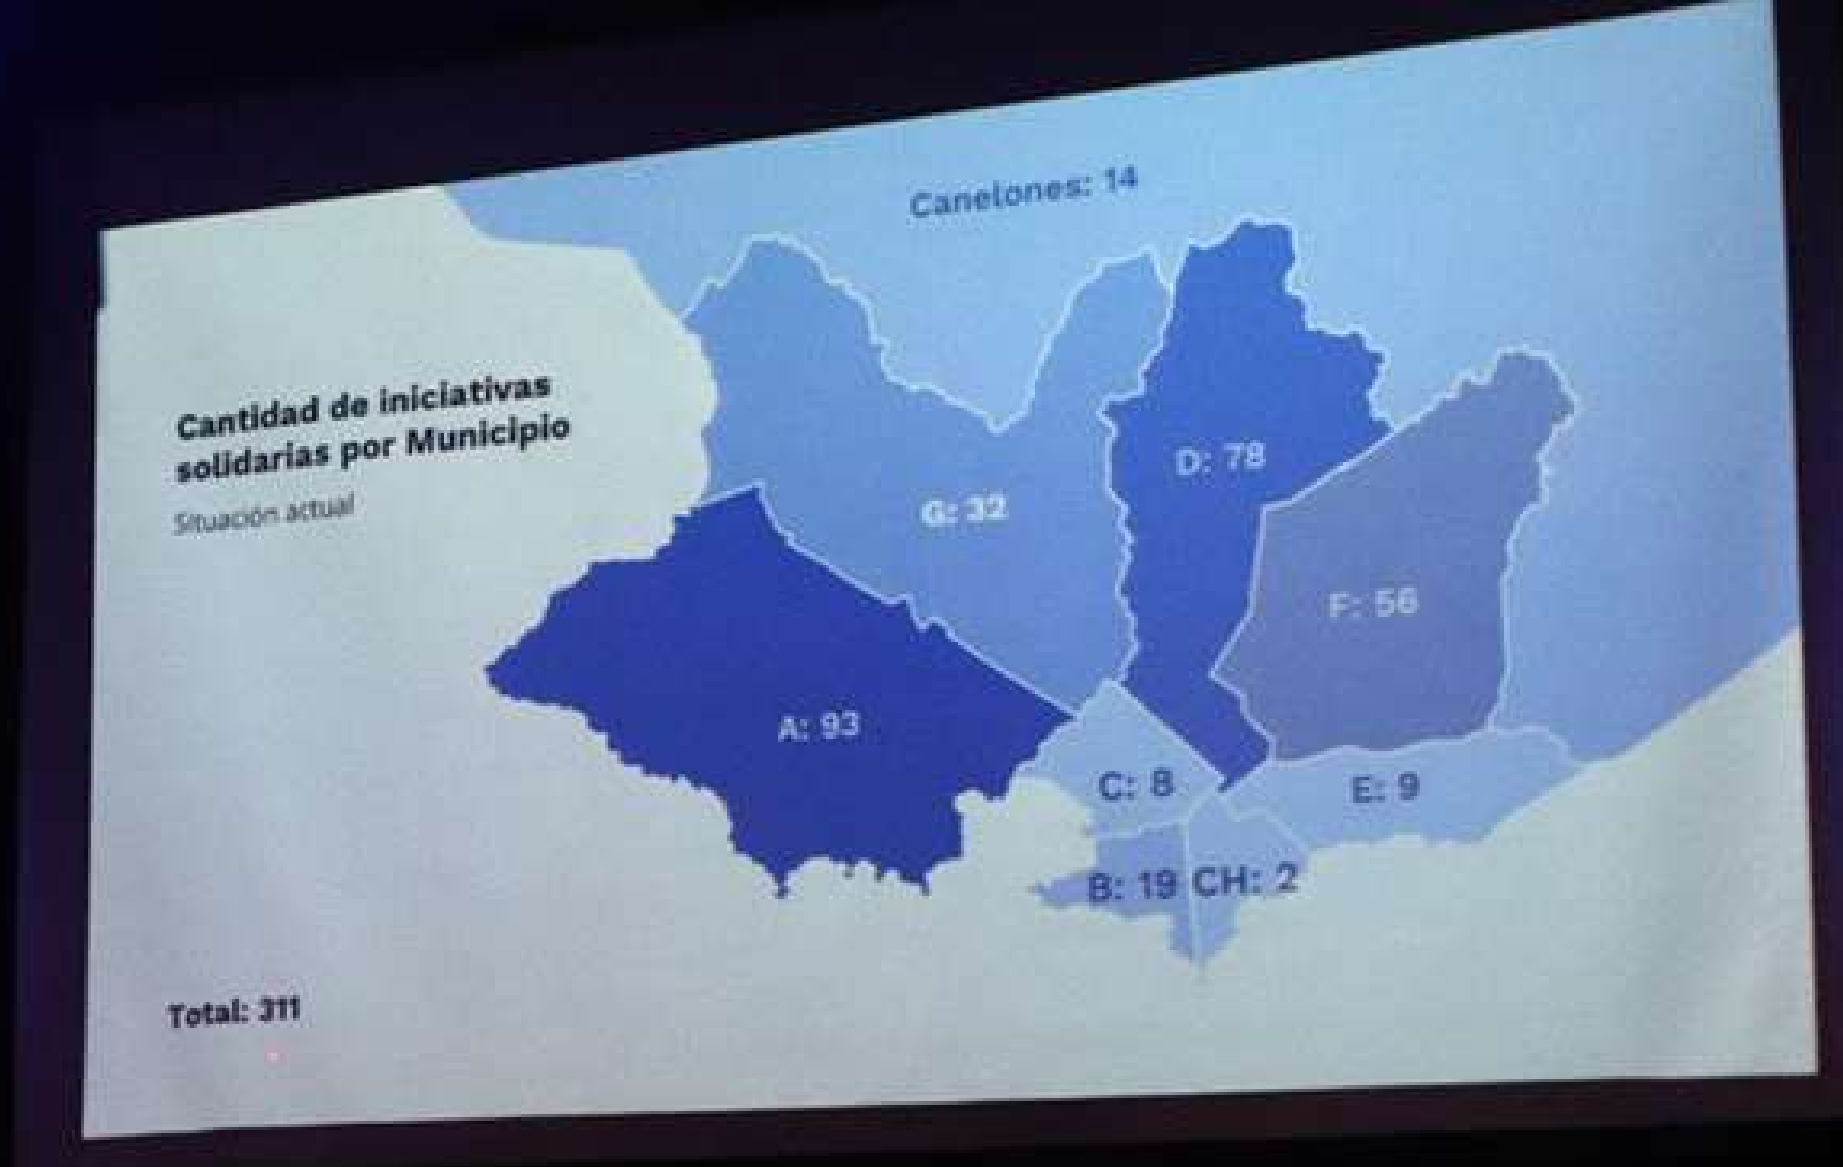 Canelones: 14
Cantidad de iniciativas
solidarias por Municipio
Situación actual
D: 78
G: 32
F: 56
A: 93
C: 8
E: 9
B: 19
CH: 2
Total: 311